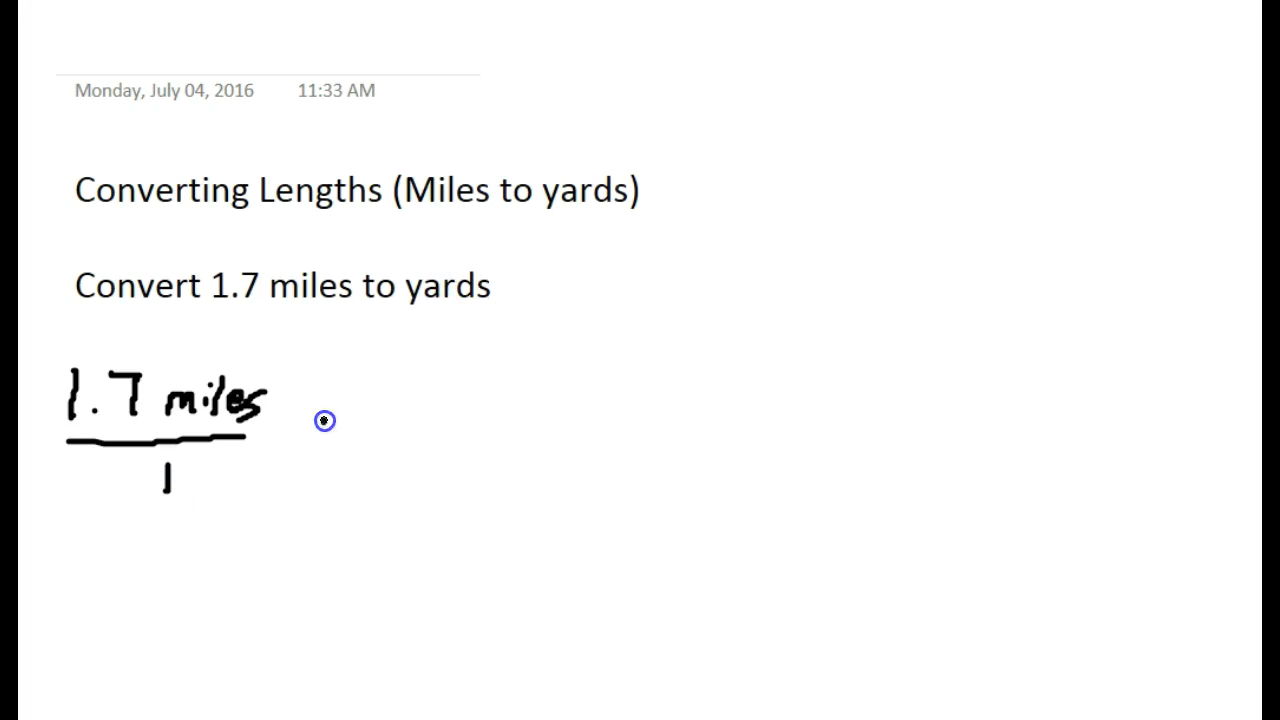 Monday, July 04, 2016 11:33 AM
Converting Lengths (Miles to yards)
Convert 1.7 miles to yards
1.7 miles
1